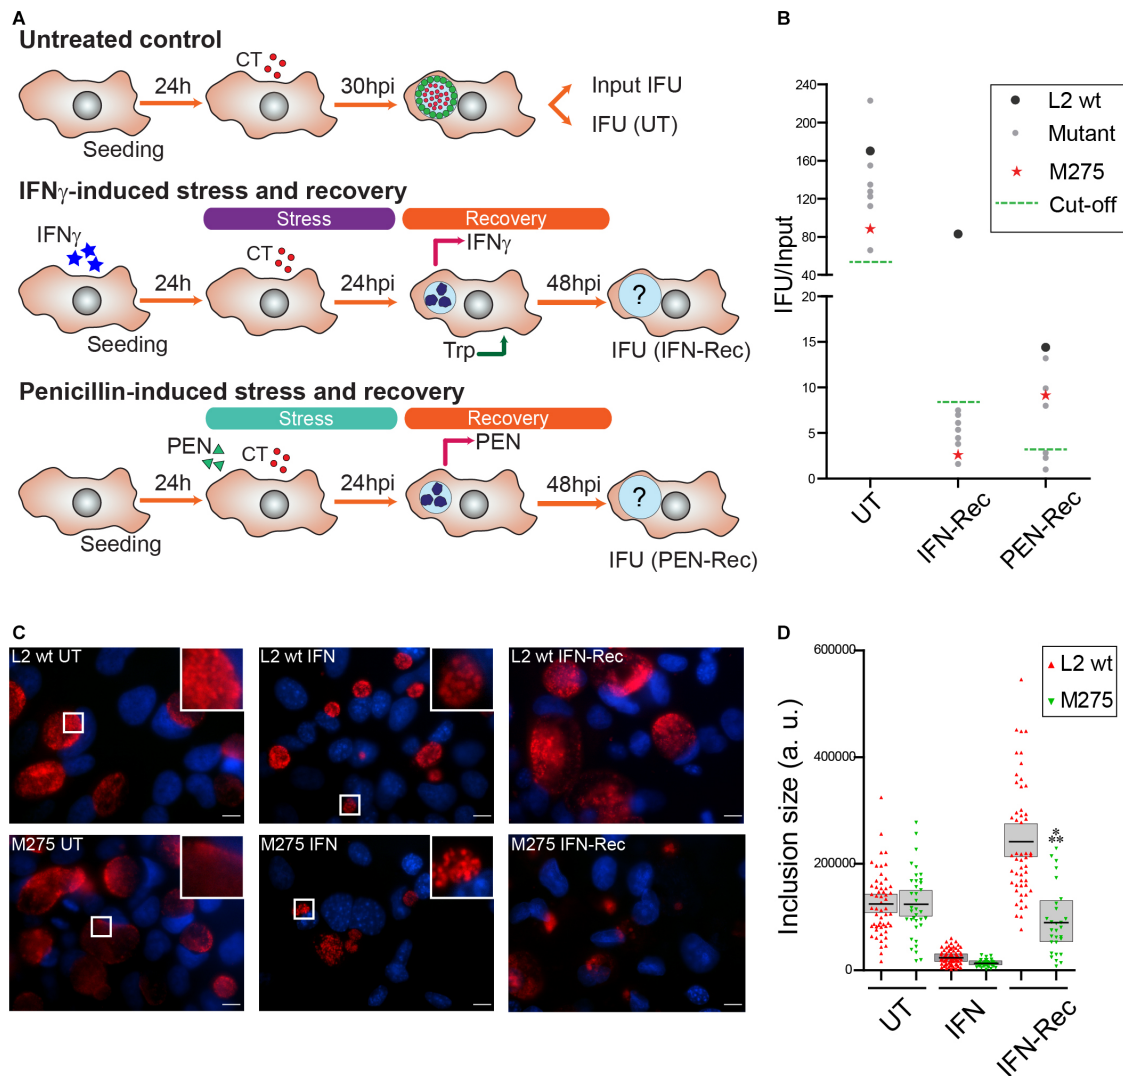 A
Untreated control
CT
24h
30hpi
Input IFU
IFU (UT)
Seeding
IFNγ-induced stress and recovery
Stress
Recovery
IFNγ
CT
IFNγ
24h
24hpi
48hpi
?
Seeding
Trp
IFU (IFN-Rec)
Penicillin-induced stress and recovery
Stress
Recovery
PEN
CT
PEN
24h
24hpi
48hpi
?
Seeding
IFU (PEN-Rec)
B
IFU/Input
240
200
160
120
80
40
20
15
10
5
0
UT
IFN-Rec
PEN-Rec
L2 wt
Mutant
M275
Cut-off
C
L2 wt UT
L2 wt IFN
L2 wt IFN-Rec
M275 UT
M275 IFN
M275 IFN-Rec
D
Inclusion size (a. u.)
600000
400000
200000
0
L2 wt
M275
*
**
UT
IFN
IFN-Rec